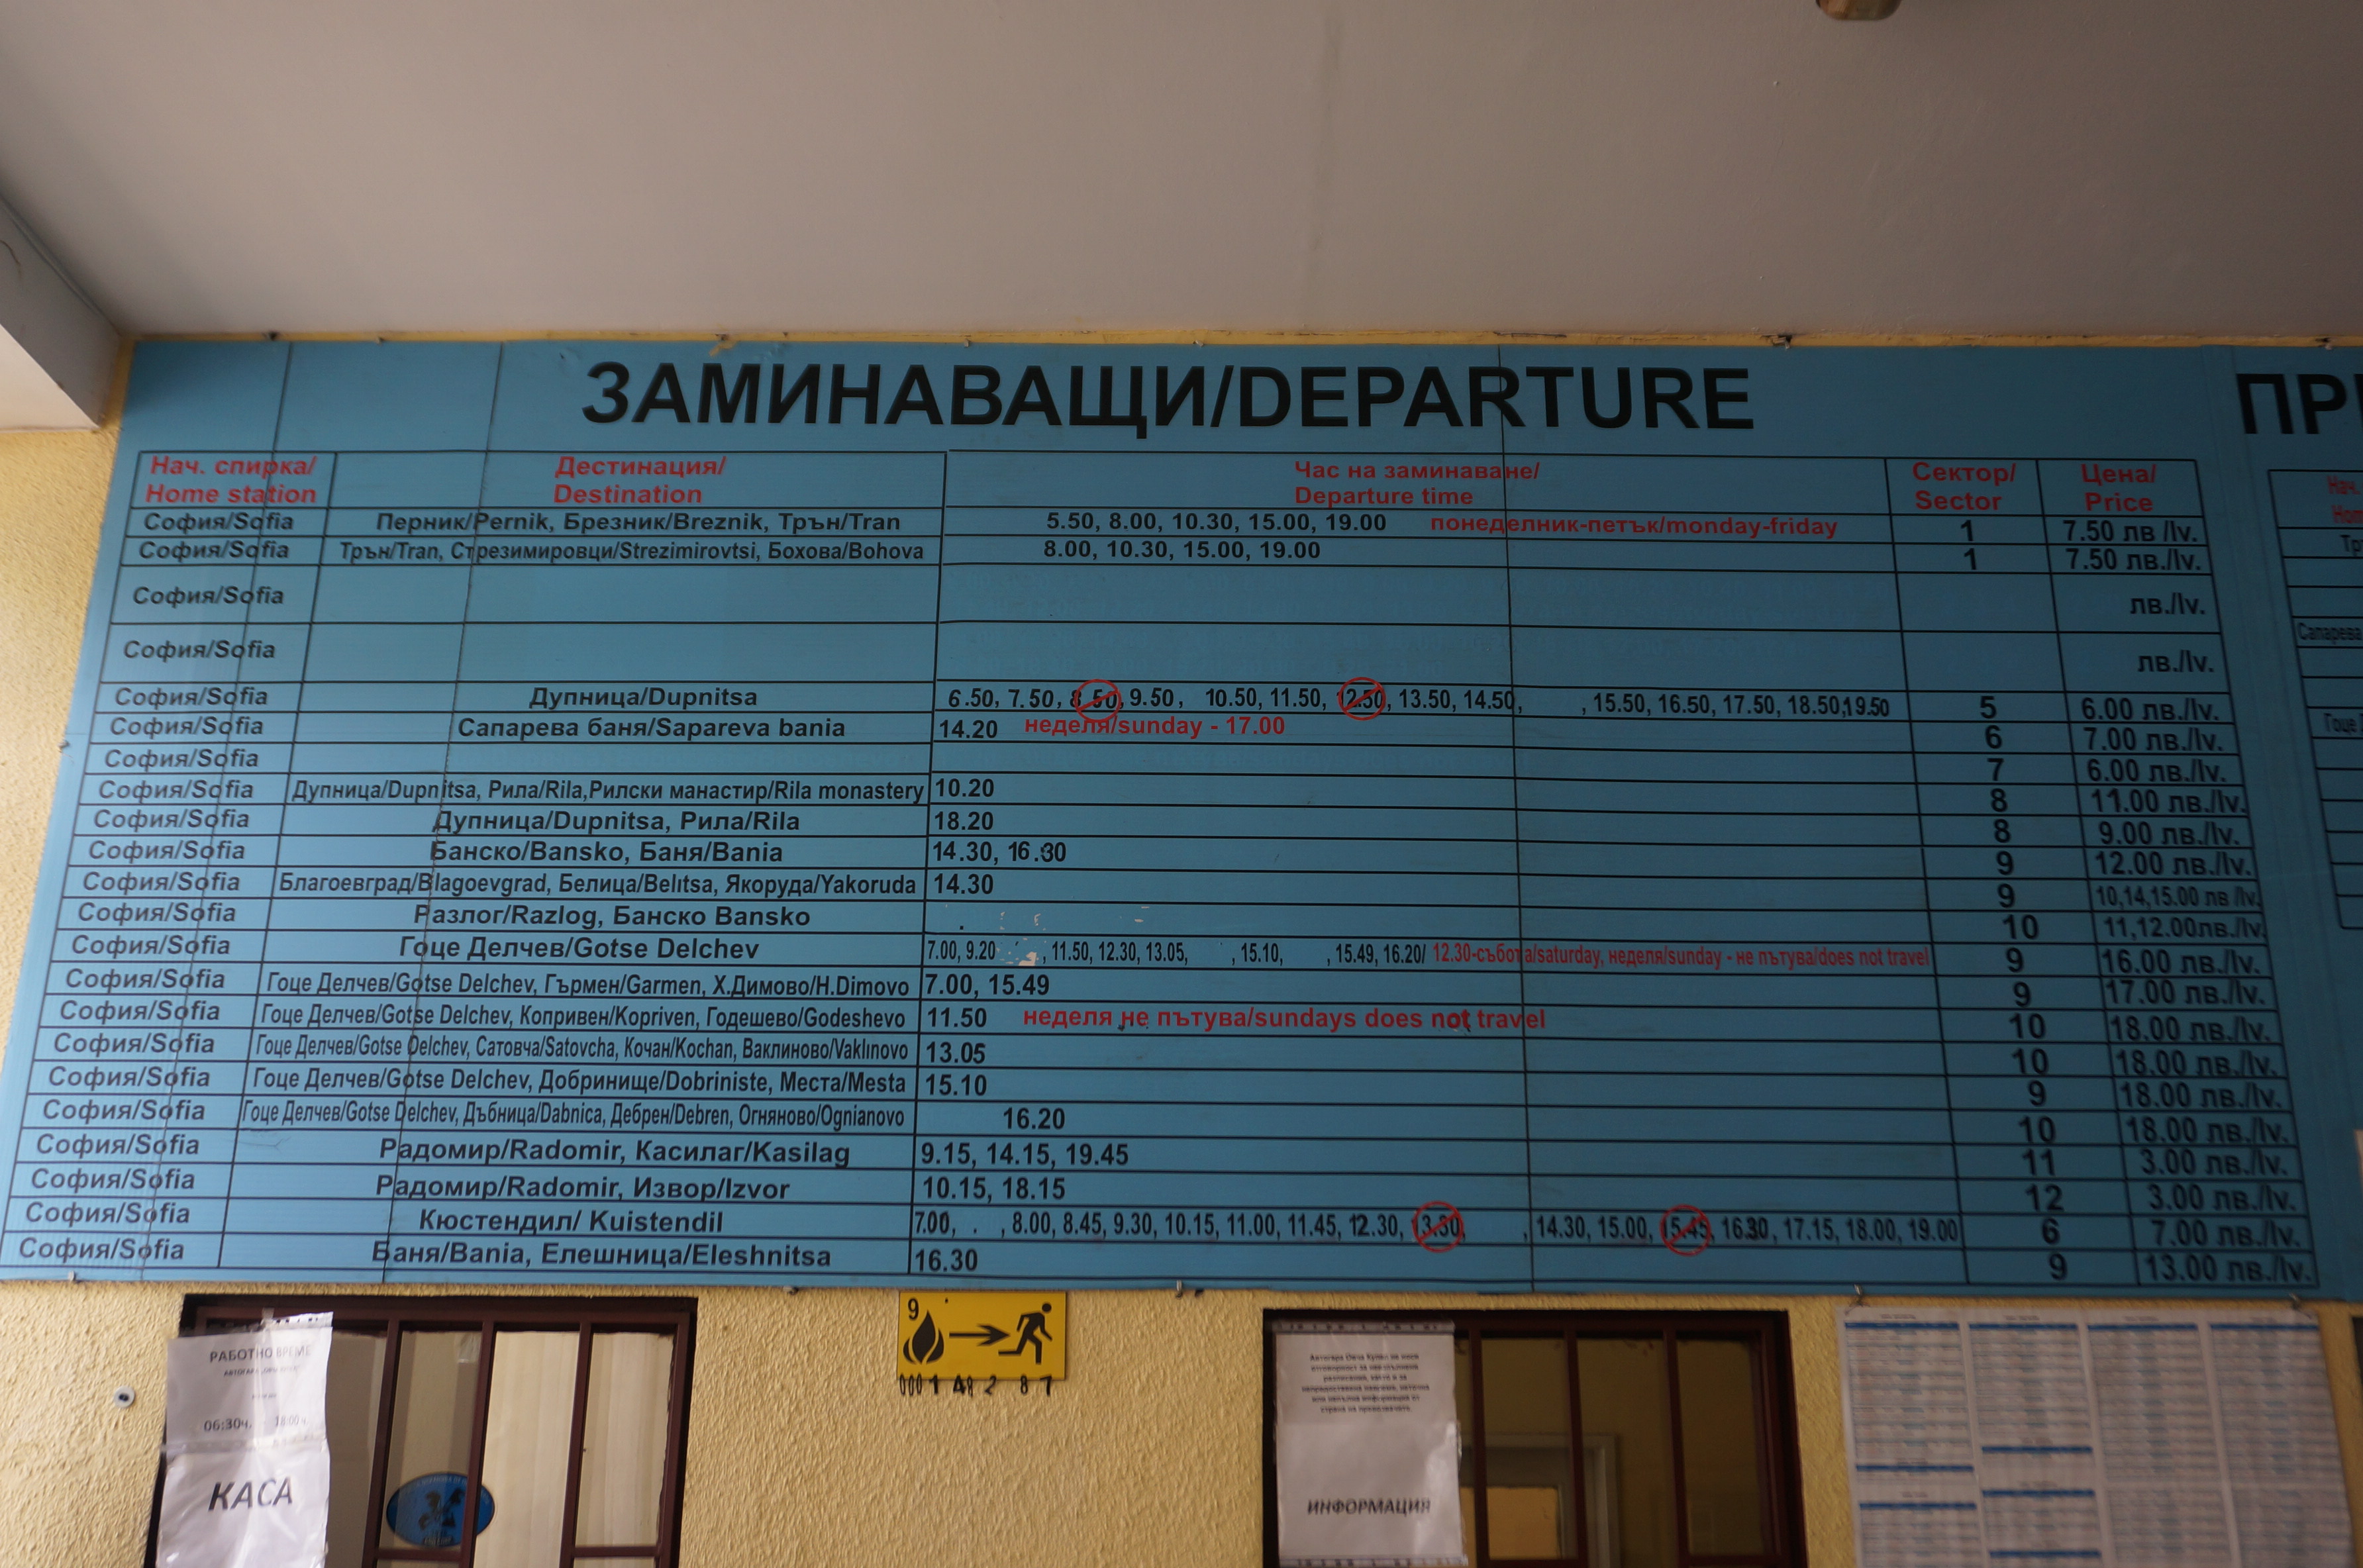 ЗАМИНАВАЩИ/DEPARTURE
ПР
Нач. спирка/ Дестинация/ Час на заминаване/ Сектор/ Цена/
Home station Destination Departure time Sector Price
София/Sofia Перник/Pernik, Брезник/Breznik, Трън/Tran 5.50, 8.00, 10.30, 15.00, 19.00 понеделник-петък/monday-friday 1 7.50 лв /lv.
София/Sofia Трън/Tran, Стрезимировци/Strezimirovtsi, Бохова/Bohova 8.00, 10.30, 15.00, 19.00 1 7.50 лв./lv.
София/Sofia лв./lv.
София/Sofia лв./lv.
София/Sofia Дупница/Dupnitsa 6.50, 7.50, 8.50, 9.50, 10.50, 11.50, 12.50, 13.50, 14.50, , 15.50, 16.50, 17.50, 18.50,19.50 5 6.00 лв./lv.
София/Sofia Сапарева баня/Sapareva bania 14.20 неделя/sunday - 17.00 6 7.00 лв./lv.
София/Sofia 7 6.00 лв./lv.
София/Sofia Дупница/Dupnitsa, Рила/Rila,Рилски манастир/Rila monastery 10.20 8 11.00 лв./lv.
София/Sofia Дупница/Dupnitsa, Рила/Rila 18.20 8 9.00 лв./lv.
София/Sofia Банско/Bansko, Баня/Bania 14.30, 16.30 9 12.00 лв./lv.
София/Sofia Благоевград/Blagoevgrad, Белица/Belitsa, Якоруда/Yakoruda 14.30 9 10,14,15.00 лв /lv.
София/Sofia Разлог/Razlog, Банско Bansko 10 11,12.00лв./lv.
София/Sofia Гоце Делчев/Gotse Delchev 7.00, 9.20 , 11.50, 12.30, 13.05, , 15.10, , 15.49, 16.20/ 12.30-събота/saturday, неделя/sunday - не пътува/does not travel 9 16.00 лв./lv.
София/Sofia Гоце Делчев/Gotse Delchev, Гърмен/Garmen, Х.Димово/H.Dimovo 7.00, 15.49 9 17.00 лв./lv.
София/Sofia Гоце Делчев/Gotse Delchev, Копривен/Kopriven, Годешево/Godeshevo 11.50 неделя не пътува/sundays does not travel 10 18.00 лв./lv.
София/Sofia Гоце Делчев/Gotse Delchev, Сатовча/Satovcha, Кочан/Kochan, Ваклиново/Vaklinovo 13.05 10 18.00 лв./lv.
София/Sofia Гоце Делчев/Gotse Delchev, Добринище/Dobriniste, Места/Mesta 15.10 9 18.00 лв./lv.
София/Sofia Гоце Делчев/Gotse Delchev, Дъбница/Dabnica, Дебрен/Debren, Огняново/Ognianovo 16.20 10 18.00 лв./lv.
София/Sofia Радомир/Radomir, Касилаг/Kasilag 9.15, 14.15, 19.45 11 3.00 лв./lv.
София/Sofia Радомир/Radomir, Извор/Izvor 10.15, 18.15 12 3.00 лв./lv.
София/Sofia Кюстендил/ Kuistendil 7.00, . , 8.00, 8.45, 9.30, 10.15, 11.00, 11.45, 12.30, 13.30, , 14.30, 15.00, 15.45, 16.30, 17.15, 18.00, 19.00 6 7.00 лв./lv.
София/Sofia Баня/Bania, Елешница/Eleshnitsa 16.30 9 13.00 лв./lv.
Нач.
Сапарева
Гоце
9
РАБОТНО ВРЕМЕ
06:30ч. - 18:00ч
КАСА
ИНФОРМАЦИЯ